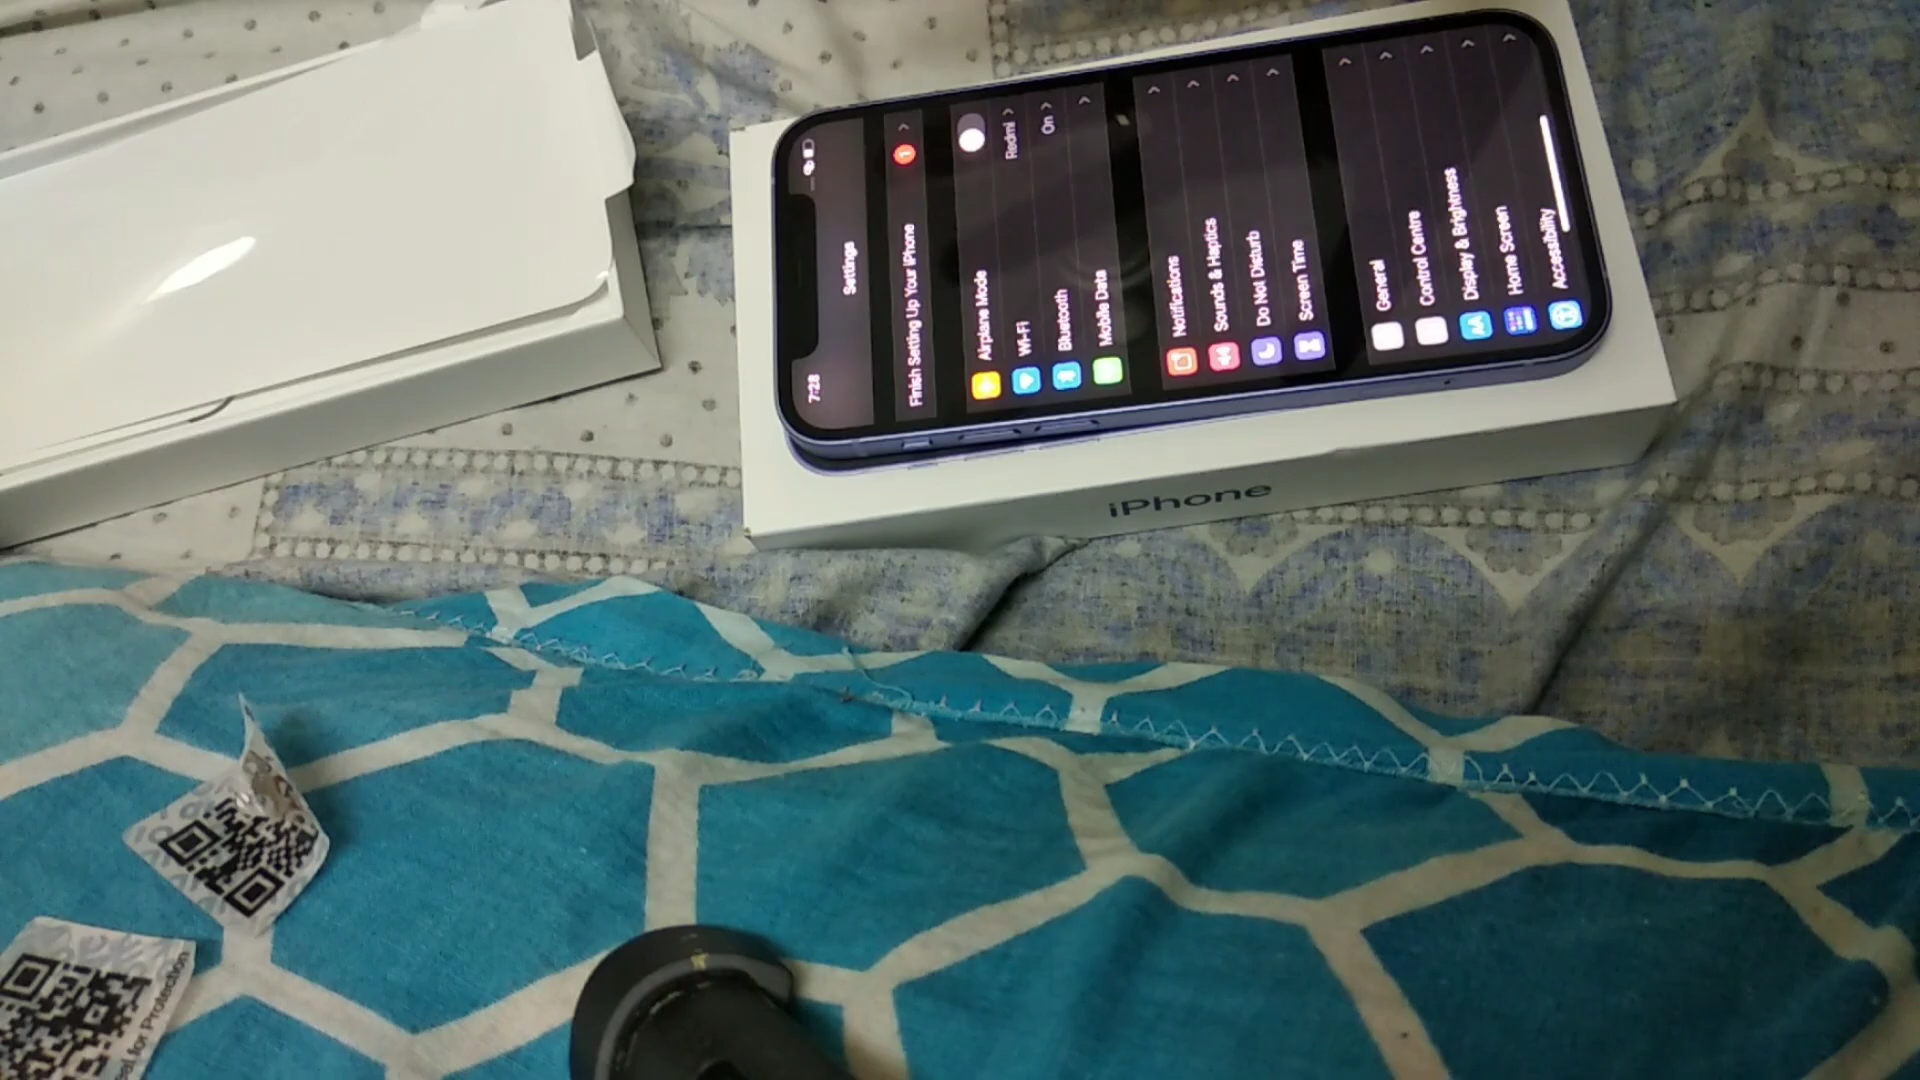 7:28
Settings
Finish Setting Up Your iPhone
1
Airplane Mode
Wi-Fi Redmi
Bluetooth On
Mobile Data
Notifications
Sounds & Haptics
Do Not Disturb
Screen Time
General
Control Centre
Display & Brightness
AA
Home Screen
Accessibility
iPhone
for Protection